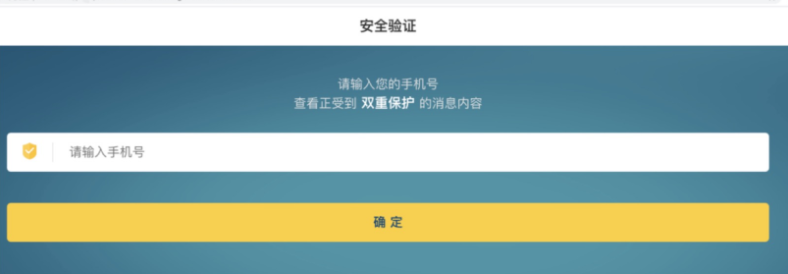 安全验证
请输入您的手机号
查看正受到 双重保护 的消息内容
请输入手机号
确 定